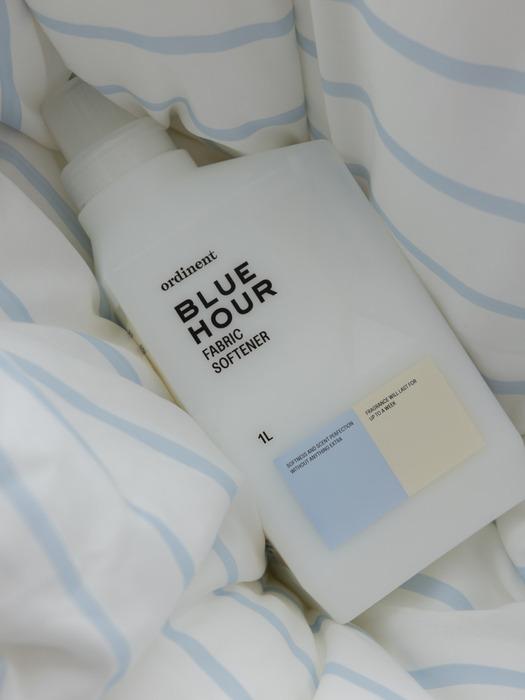 ordinent
BLUE
HOUR
FABRIC
SOFTENER
1L
SOFTNESS AND SCENT PERFECTION
WITHOUT ANYTHING EXTRA
FRAGRANCE WILL LAST FOR
UP TO A WEEK